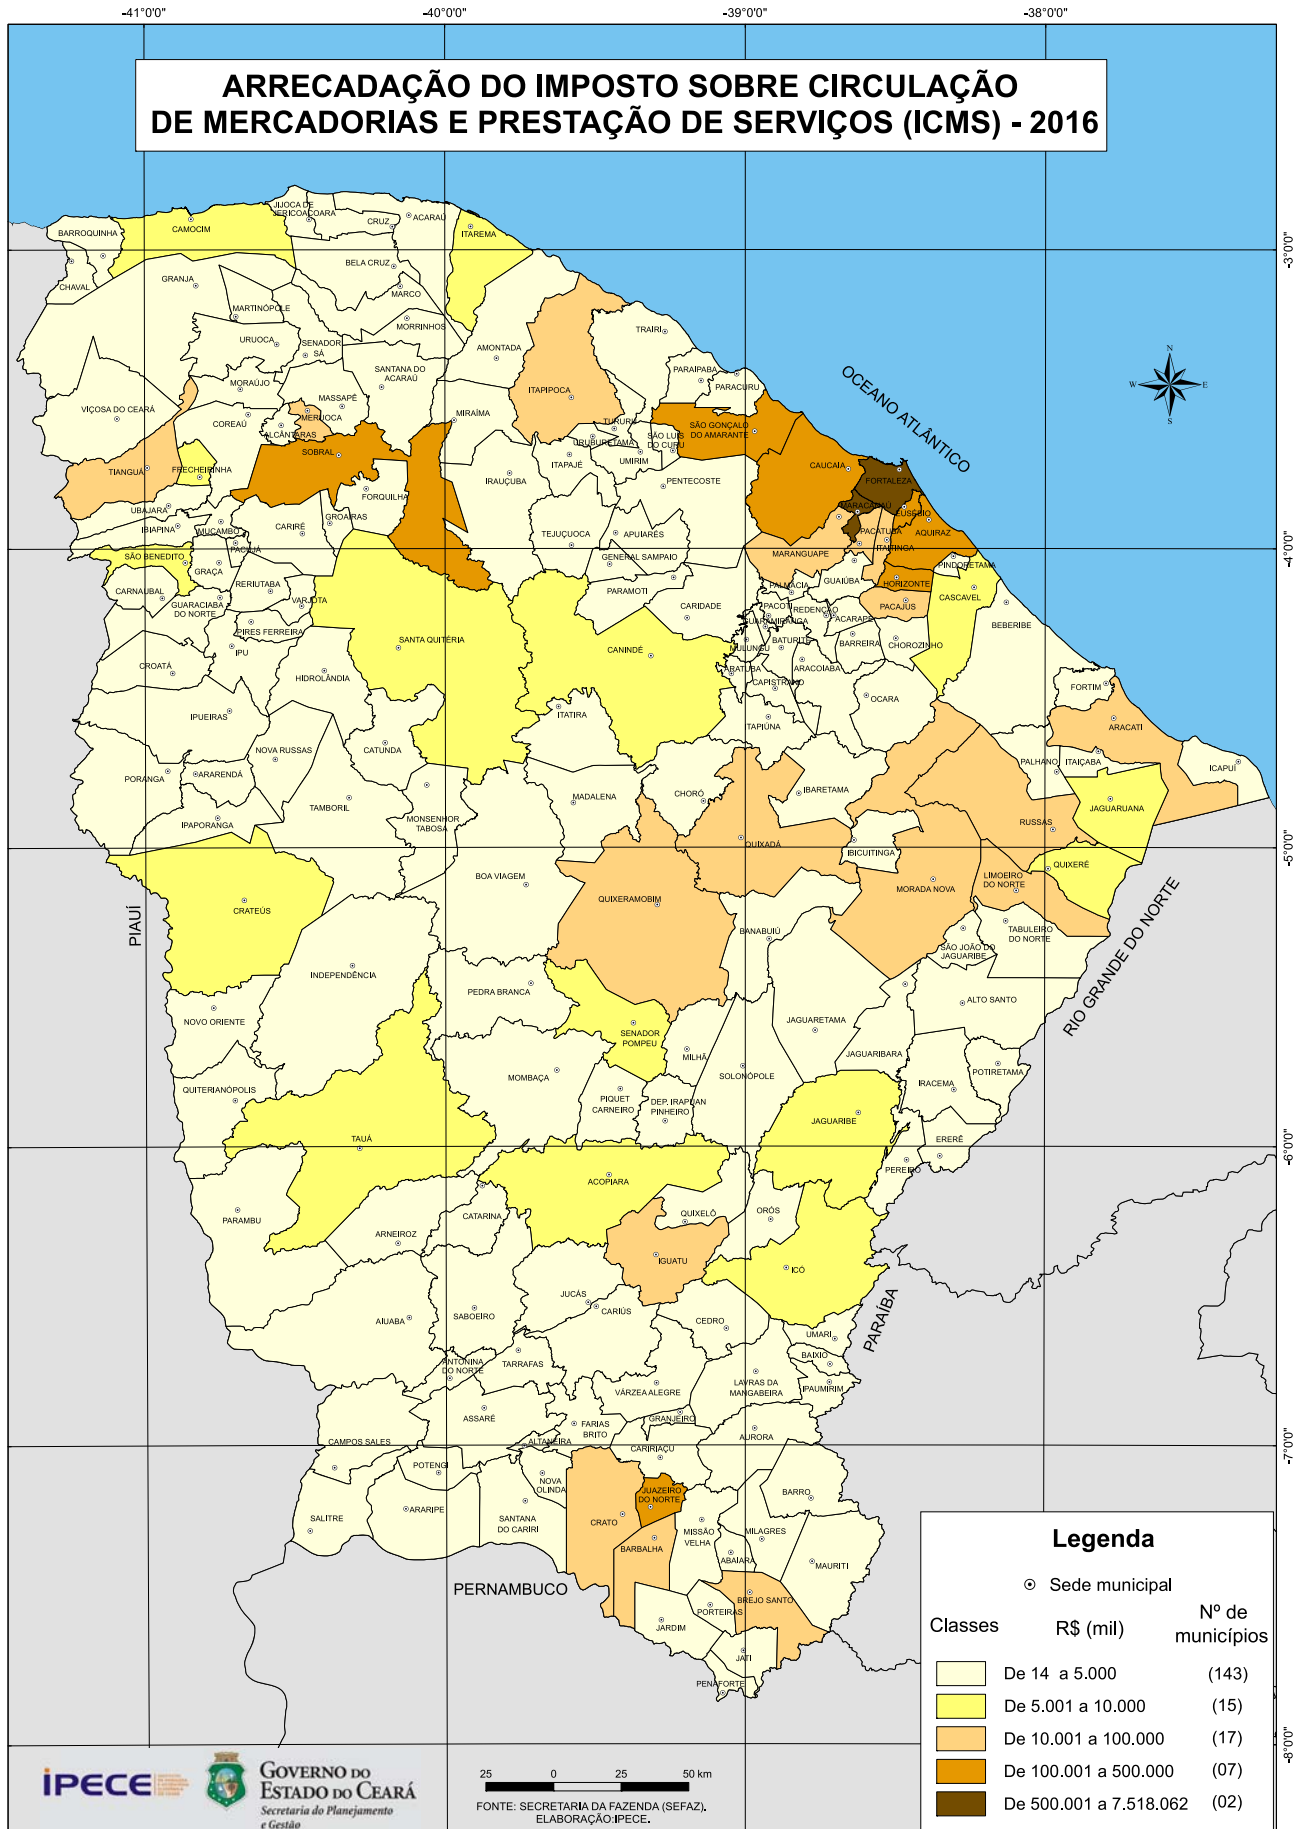 -41°0'0"
-40°0'0"
-39°0'0"
-38°0'0"
ARRECADAÇÃO DO IMPOSTO SOBRE CIRCULAÇÃO
DE MERCADORIAS E PRESTAÇÃO DE SERVIÇOS (ICMS) - 2016
JIJOCA DE
JERICOACOARA
CRUZ
ACARAÚ
BARROQUINHA
CAMOCIM
ITAREMA
-3°0'0"
CHAVAL
GRANJA
BELA CRUZ
MARCO
MARTINÓPOLE
MORRINHOS
URUOCA
SENADOR
SÁ
AMONTADA
TRAIRI
SANTANA DO
ACARAÚ
PARAIPABA
PARACURU
OCEANO ATLÂNTICO
N
W
E
S
MORAÚJO
MASSAPÊ
ITAPIPOCA
VIÇOSA DO CEARÁ
COREAÚ
MERUOCA
ALCÂNTARAS
MIRAÍMA
TURURU
URUBURETAMA
SÃO LUIS
DO CURU
SÃO GONÇALO
DO AMARANTE
SOBRAL
TIANGUÁ
FRECHEIRINHA
ITAPAJÉ
UMIRIM
CAUCAIA
FORTALEZA
IRAUÇUBA
PENTECOSTE
FORQUILHA
UBAJARA
IBIAPINA
MUCAMBO
CARIRÉ
GROAIRAS
MARACANAÚ
EUSÉBIO
AQUIRAZ
PACATUBA
ITAITINGA
TEJUÇUOCA
APUIARÉS
PACUJÁ
SÃO BENEDITO
GENERAL SAMPAIO
MARANGUAPE
-4°0'0"
PINDORETAMA
GRAÇA
RERIUTABA
CARNAUBAL
GUARACIABA
DO NORTE
VARJOTA
PARAMOTI
CARIDADE
PALMÁCIA
GUAIÚBA
HORIZONTE
PACAJUS
CASCAVEL
PACOTI
REDENÇÃO
ACARAPE
GUARAMIRANGA
BEBERIBE
PIRES FERREIRA
IPU
SANTA QUITÉRIA
CANINDÉ
MULUNGU
BATURITÉ
BARREIRA
CHOROZINHO
CROATÁ
HIDROLÂNDIA
ARATUBA
ARACOIABA
CAPISTRANO
OCARA
FORTIM
IPUEIRAS
ITATIRA
ITAPIÚNA
ARACATI
NOVA RUSSAS
CATUNDA
PALHANO
ITAIÇABA
ICAPUÍ
PORANGA
ARARENDÁ
TAMBORIL
MADALENA
CHORÓ
IBARETAMA
JAGUARUANA
IPAPORANGA
MONSENHOR
TABOSA
RUSSAS
QUIXADÁ
IBICUITINGA
-5°0'0"
QUIXERÉ
BOA VIAGEM
LIMOEIRO
DO NORTE
MORADA NOVA
CRATEÚS
QUIXERAMOBIM
PIAUÍ
BANABUIÚ
TABULEIRO
DO NORTE
SÃO JOÃO DO
JAGUARIBE
RIO GRANDE DO NORTE
INDEPENDÊNCIA
PEDRA BRANCA
ALTO SANTO
NOVO ORIENTE
SENADOR
POMPEU
JAGUARETAMA
MILHÃ
JAGUARIBARA
SOLONÓPOLE
POTIRETAMA
MOMBAÇA
IRACEMA
QUITERIANÓPOLIS
PIQUET
CARNEIRO
DEP. IRAPUAN
PINHEIRO
JAGUARIBE
TAUÁ
ERERÊ
-6°0'0"
PEREIRO
ACOPIARA
PARAMBU
CATARINA
QUIXELÔ
ORÓS
ARNEIROZ
IGUATU
ICÓ
JUCÁS
CARIÚS
SABOEIRO
AIUABA
CEDRO
PARAÍBA
UMARI
BAIXIO
ANTONINA
DO NORTE
TARRAFAS
LAVRAS DA
MANGABEIRA
IPAUMIRIM
VÁRZEA ALEGRE
ASSARÉ
FARIAS
BRITO
GRANJEIRO
AURORA
CAMPOS SALES
ALTANEIRA
CARIRIAÇU
-7°0'0"
POTENGI
NOVA
OLINDA
JUAZEIRO
DO NORTE
BARRO
SALITRE
ARARIPE
SANTANA
DO CARIRI
CRATO
MISSÃO
VELHA
MILAGRES
BARBALHA
ABAIARA
MAURITI
PERNAMBUCO
BREJO SANTO
PORTEIRAS
JARDIM
JATI
PENAFORTE
Legenda
Sede municipal
Classes
R$ (mil)
Nº de
municípios
De 14 a 5.000
(143)
De 5.001 a 10.000
(15)
De 10.001 a 100.000
(17)
De 100.001 a 500.000
(07)
De 500.001 a 7.518.062
(02)
-8°0'0"
IPECE
GOVERNO DO
ESTADO DO CEARÁ
Secretaria do Planejamento
e Gestão
25
0
25
50 km
FONTE: SECRETARIA DA FAZENDA (SEFAZ).
ELABORAÇÃO:IPECE.